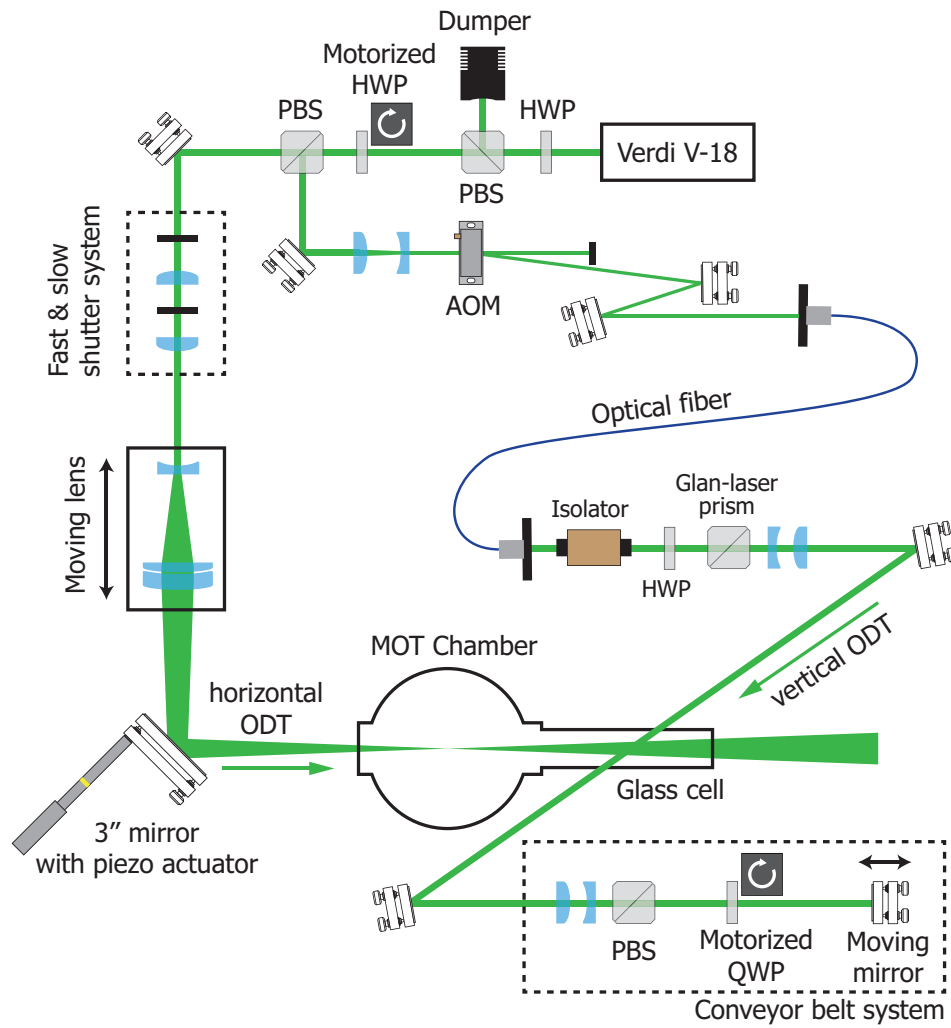 Dumper
Motorized
HWP
HWP
PBS
Verdi V-18
PBS
Fast & slow
shutter system
AOM
Optical fiber
Moving lens
Isolator
Glan-laser
prism
HWP
MOT Chamber
vertical ODT
horizontal
ODT
Glass cell
3” mirror
with piezo actuator
PBS
Motorized
QWP
Moving
mirror
Conveyor belt system